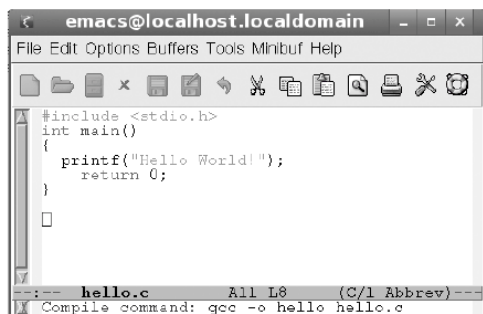 emacs@localhost.localdomain
File Edit Options Buffers Tools Minibuf Help
#include <stdio.h>
int main()
{
  printf("Hello World!");
    return 0;
}
--:-- hello.c All L8 (C/l Abbrev)---
Compile command: gcc -o hello hello.c